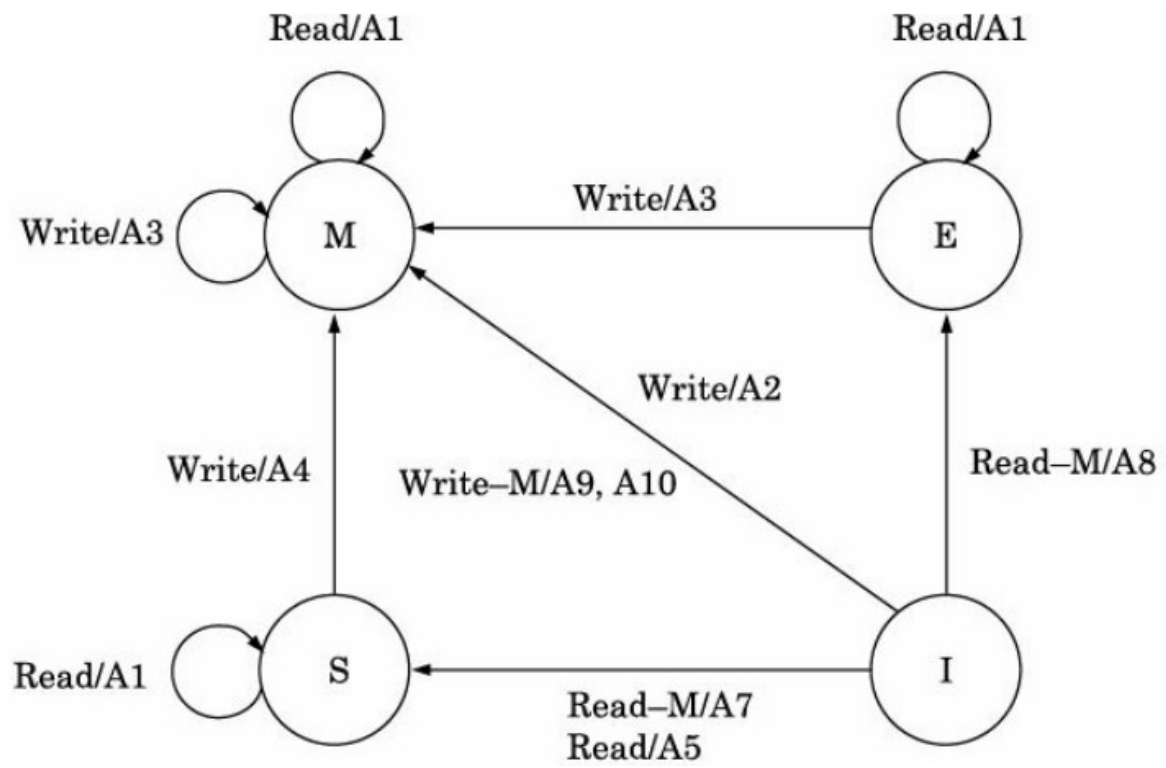 Read/A1
Read/A1
Write/A3
Write/A3
M
E
Write/A2
Write/A4
Write–M/A9, A10
Read–M/A8
Read/A1
S
I
Read–M/A7
Read/A5